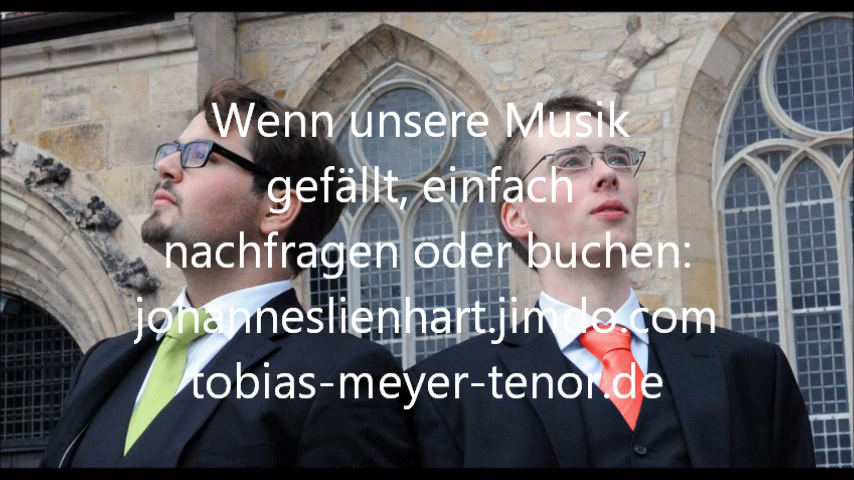 Wenn unsere Musik
gefällt, einfach
nachfragen oder buchen:
johanneslienhart.jimdo.com
tobias-meyer-tenor.de